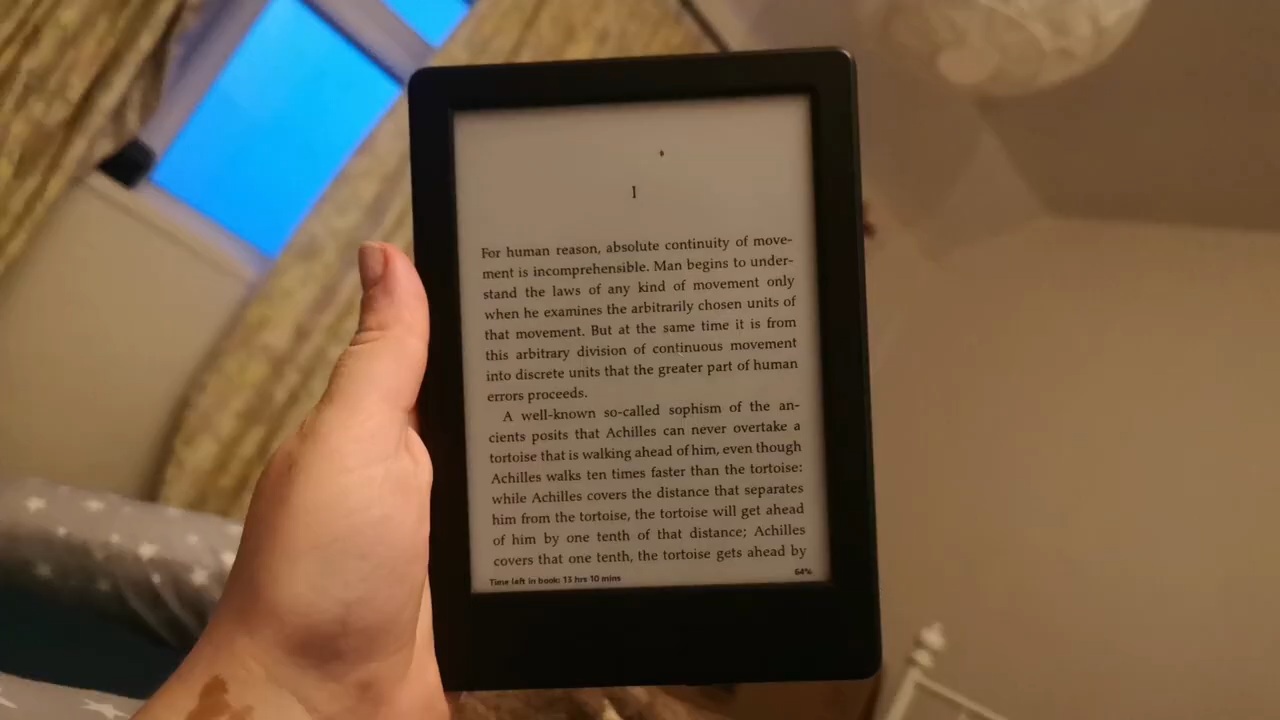 I
For human reason, absolute continuity of move-
ment is incomprehensible. Man begins to under-
stand the laws of any kind of movement only
when he examines the arbitrarily chosen units of
that movement. But at the same time it is from
this arbitrary division of continuous movement
into discrete units that the greater part of human
errors proceeds.
A well-known so-called sophism of the an-
cients posits that Achilles can never overtake a
tortoise that is walking ahead of him, even though
Achilles walks ten times faster than the tortoise:
while Achilles covers the distance that separates
him from the tortoise, the tortoise will get ahead
of him by one tenth of that distance; Achilles
covers that one tenth, the tortoise gets ahead by
Time left in book: 13 hrs 10 mins 64%